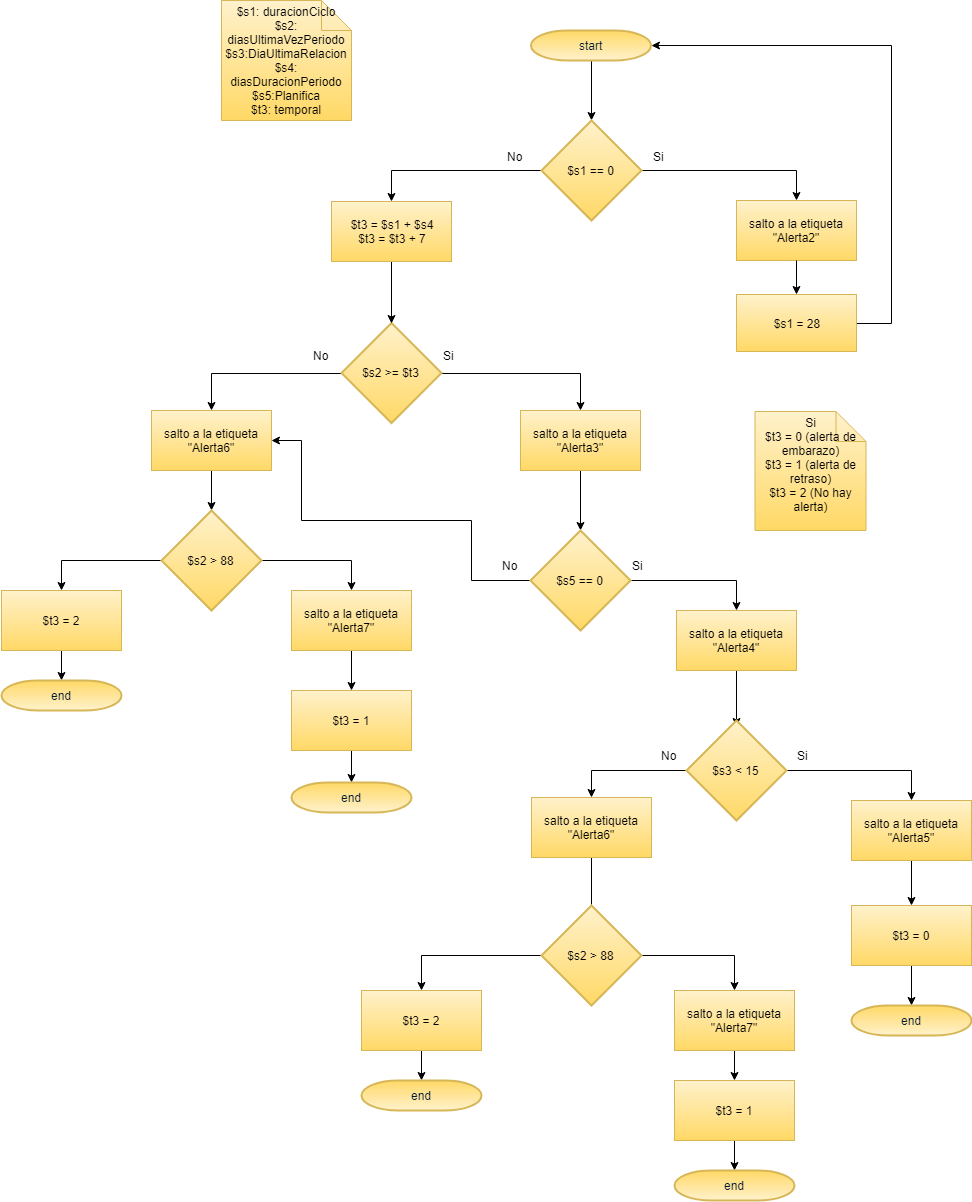 $s1: duracionCiclo
$s2:
diasUltimaVezPeriodo
$s3:DiaUltimaRelacion
$s4:
diasDuracionPeriodo
$s5:Planifica
$t3: temporal
start
$s1 == 0
No
Si
$t3 = $s1 + $s4
$t3 = $t3 + 7
salto a la etiqueta
"Alerta2"
$s1 = 28
$s2 >= $t3
No
Si
salto a la etiqueta
"Alerta6"
salto a la etiqueta
"Alerta3"
Si
$t3 = 0 (alerta de
embarazo)
$t3 = 1 (alerta de
retraso)
$t3 = 2 (No hay
alerta)
$s2 > 88
$s5 == 0
No
Si
$t3 = 2
salto a la etiqueta
"Alerta7"
salto a la etiqueta
"Alerta4"
end
$t3 = 1
end
$s3 < 15
No
Si
salto a la etiqueta
"Alerta6"
salto a la etiqueta
"Alerta5"
$s2 > 88
$t3 = 0
$t3 = 2
salto a la etiqueta
"Alerta7"
end
end
$t3 = 1
end